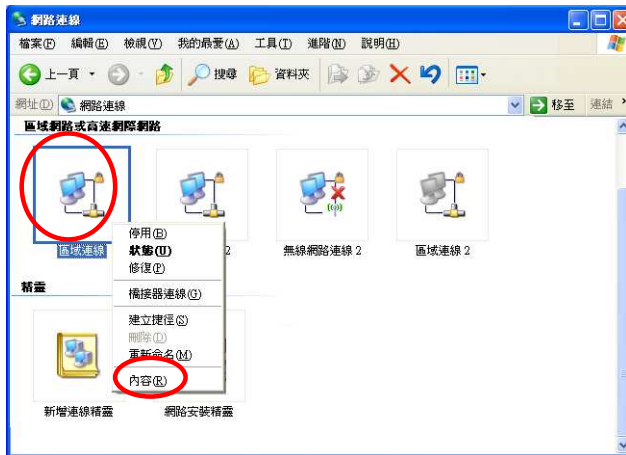 網路連線
檔案(F) 編輯(E) 檢視(V) 我的最愛(A) 工具(T) 進階(N) 說明(H)
上一頁 搜尋 資料夾
網址(D) 網路連線 移至 連結 »
區域網路或高速網際網路
區域連線 2 無線網路連線 2 區域連線 2
停用(B)
狀態(U)
修復(P)
橋接器連線(G)
建立捷徑(S)
刪除(D)
重新命名(M)
內容(R)
精靈
新增連線精靈 網路安裝精靈